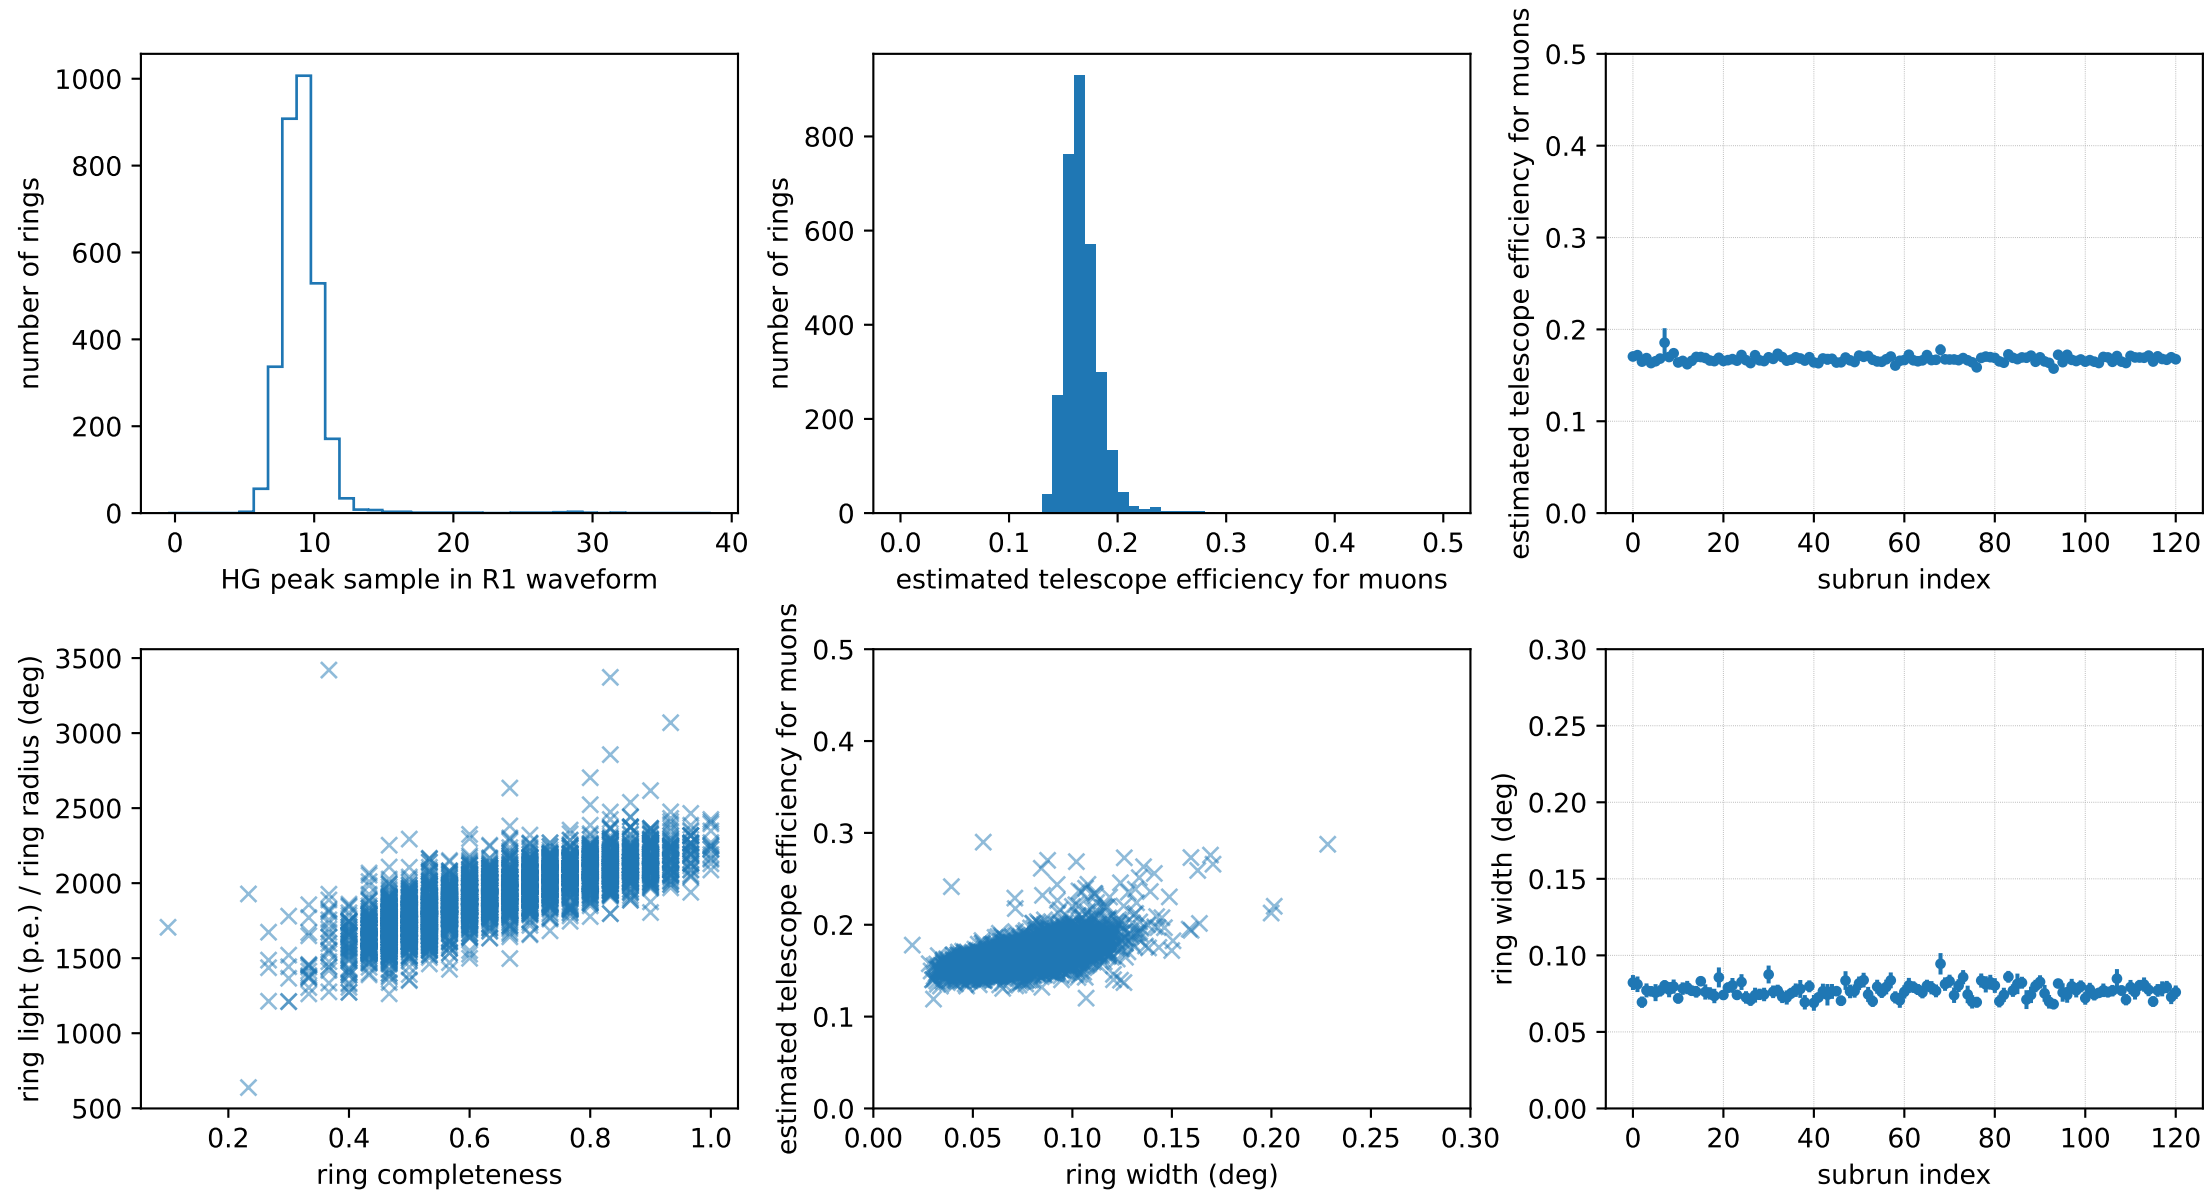 number of rings
1000
800
600
400
200
0
0 10 20 30 40
HG peak sample in R1 waveform
number of rings
800
600
400
200
0
0.0 0.1 0.2 0.3 0.4 0.5
estimated telescope efficiency for muons
estimated telescope efficiency for muons
0.5
0.4
0.3
0.2
0.1
0.0
0 20 40 60 80 100 120
subrun index
ring light (p.e.) / ring radius (deg)
3500
3000
2500
2000
1500
1000
500
0.2 0.4 0.6 0.8 1.0
ring completeness
estimated telescope efficiency for muons
0.5
0.4
0.3
0.2
0.1
0.0
0.00 0.05 0.10 0.15 0.20 0.25 0.30
ring width (deg)
ring width (deg)
0.30
0.25
0.20
0.15
0.10
0.05
0.00
0 20 40 60 80 100 120
subrun index